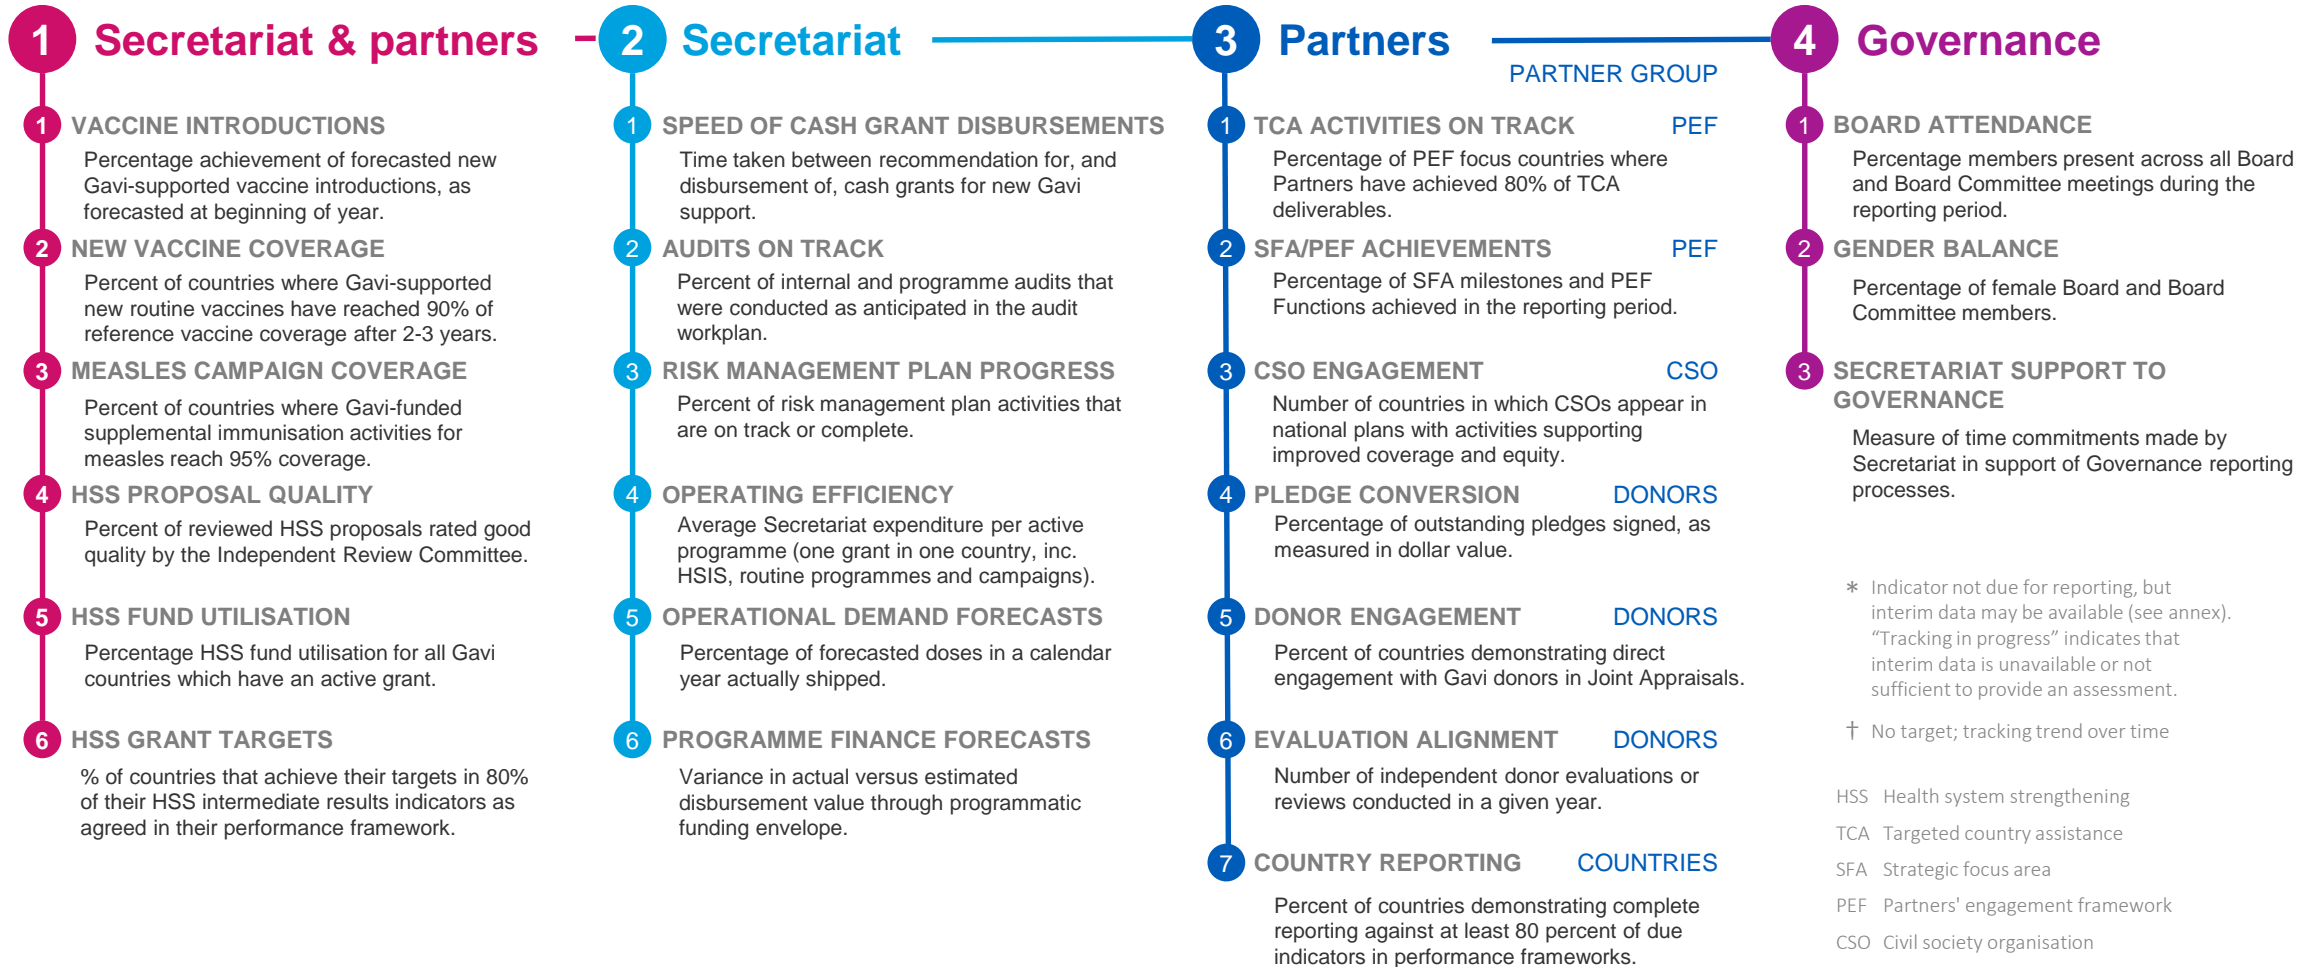 1 Secretariat & partners
1 VACCINE INTRODUCTIONS
Percentage achievement of forecasted new
Gavi-supported vaccine introductions, as
forecasted at beginning of year.
2 NEW VACCINE COVERAGE
Percent of countries where Gavi-supported
new routine vaccines have reached 90% of
reference vaccine coverage after 2-3 years.
3 MEASLES CAMPAIGN COVERAGE
Percent of countries where Gavi-funded
supplemental immunisation activities for
measles reach 95% coverage.
4 HSS PROPOSAL QUALITY
Percent of reviewed HSS proposals rated good
quality by the Independent Review Committee.
5 HSS FUND UTILISATION
Percentage HSS fund utilisation for all Gavi
countries which have an active grant.
6 HSS GRANT TARGETS
% of countries that achieve their targets in 80%
of their HSS intermediate results indicators as
agreed in their performance framework.
2 Secretariat
1 SPEED OF CASH GRANT DISBURSEMENTS
Time taken between recommendation for, and
disbursement of, cash grants for new Gavi
support.
2 AUDITS ON TRACK
Percent of internal and programme audits that
were conducted as anticipated in the audit
workplan.
3 RISK MANAGEMENT PLAN PROGRESS
Percent of risk management plan activities that
are on track or complete.
4 OPERATING EFFICIENCY
Average Secretariat expenditure per active
programme (one grant in one country, inc.
HSIS, routine programmes and campaigns).
5 OPERATIONAL DEMAND FORECASTS
Percentage of forecasted doses in a calendar
year actually shipped.
6 PROGRAMME FINANCE FORECASTS
Variance in actual versus estimated
disbursement value through programmatic
funding envelope.
3 Partners
PARTNER GROUP
1 TCA ACTIVITIES ON TRACK PEF
Percentage of PEF focus countries where
Partners have achieved 80% of TCA
deliverables.
2 SFA/PEF ACHIEVEMENTS PEF
Percentage of SFA milestones and PEF
Functions achieved in the reporting period.
3 CSO ENGAGEMENT CSO
Number of countries in which CSOs appear in
national plans with activities supporting
improved coverage and equity.
4 PLEDGE CONVERSION DONORS
Percentage of outstanding pledges signed, as
measured in dollar value.
5 DONOR ENGAGEMENT DONORS
Percent of countries demonstrating direct
engagement with Gavi donors in Joint Appraisals.
6 EVALUATION ALIGNMENT DONORS
Number of independent donor evaluations or
reviews conducted in a given year.
7 COUNTRY REPORTING COUNTRIES
Percent of countries demonstrating complete
reporting against at least 80 percent of due
indicators in performance frameworks.
4 Governance
1 BOARD ATTENDANCE
Percentage members present across all Board
and Board Committee meetings during the
reporting period.
2 GENDER BALANCE
Percentage of female Board and Board
Committee members.
3 SECRETARIAT SUPPORT TO
GOVERNANCE
Measure of time commitments made by
Secretariat in support of Governance reporting
processes.
* Indicator not due for reporting, but
interim data may be available (see annex).
“Tracking in progress” indicates that
interim data is unavailable or not
sufficient to provide an assessment.
† No target; tracking trend over time
HSS Health system strengthening
TCA Targeted country assistance
SFA Strategic focus area
PEF Partners' engagement framework
CSO Civil society organisation